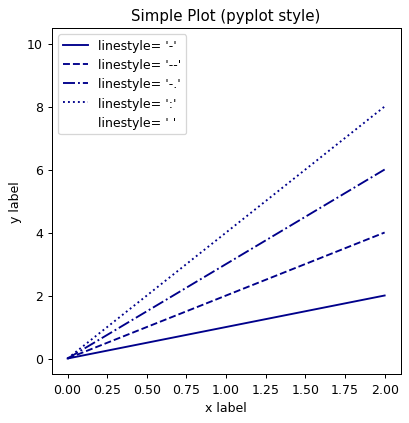 Simple Plot (pyplot style)
10
8
6
4
2
0
y label
linestyle= '-'
linestyle= '--'
linestyle= '-.'
linestyle= ':'
linestyle= ' '
0.00 0.25 0.50 0.75 1.00 1.25 1.50 1.75 2.00
x label